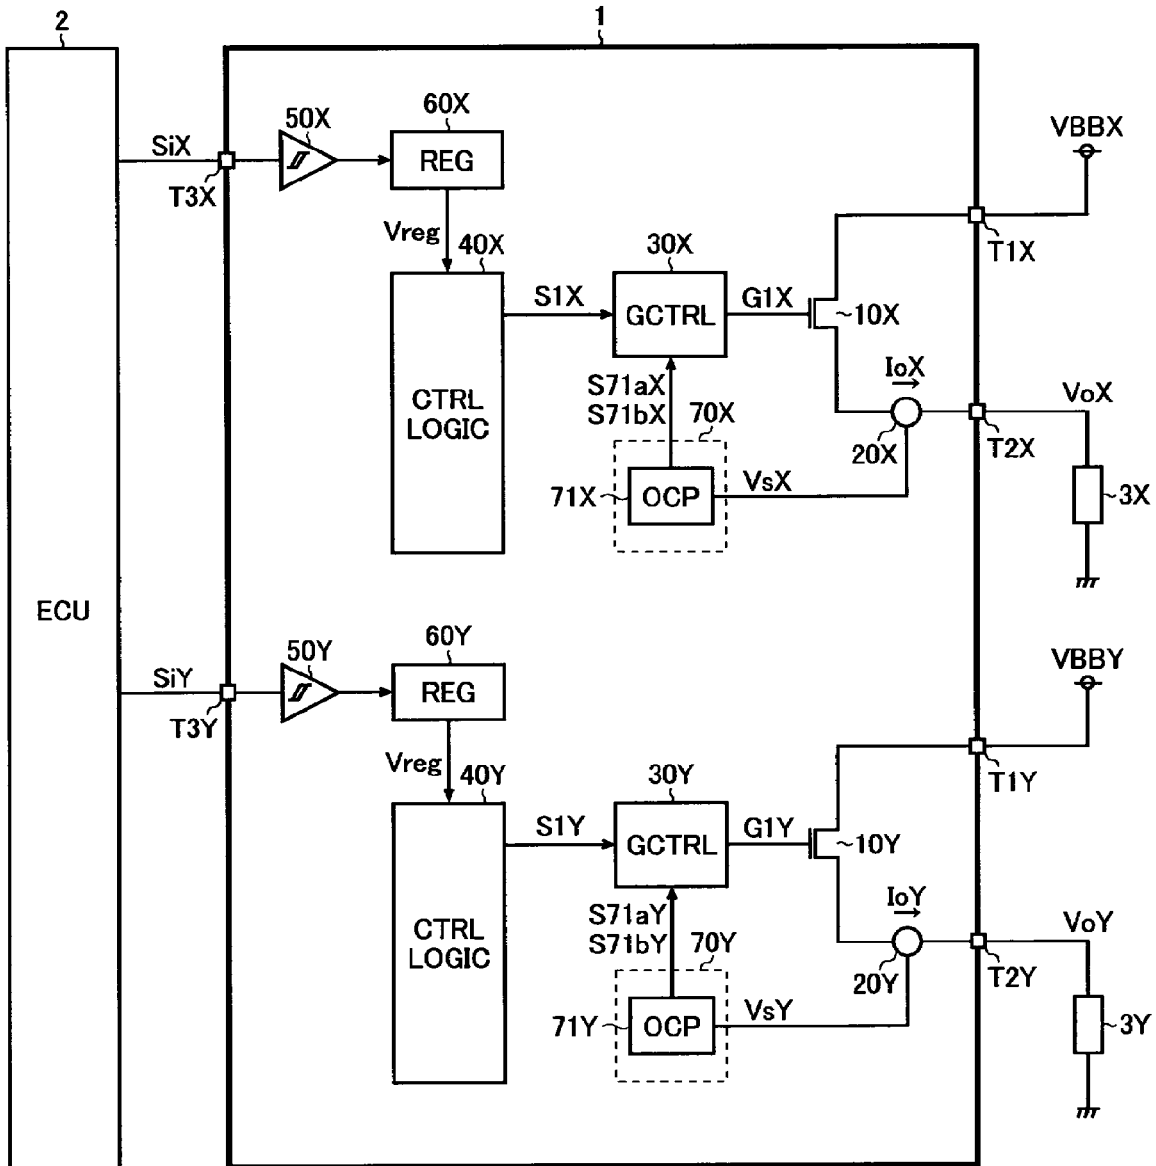 2
1
50X
60X
VBBX
SiX
REG
T3X
Vreg
40X
30X
T1X
S1X
G1X
GCTRL
10X
IoX
S71aX
VoX
CTRL
LOGIC
S71bX
70X
20X
T2X
VsX
71X
OCP
3X
ECU
50Y
60Y
VBBY
SiY
REG
T3Y
Vreg
40Y
30Y
T1Y
S1Y
G1Y
GCTRL
10Y
IoY
S71aY
VoY
CTRL
LOGIC
S71bY
70Y
20Y
T2Y
VsY
71Y
OCP
3Y